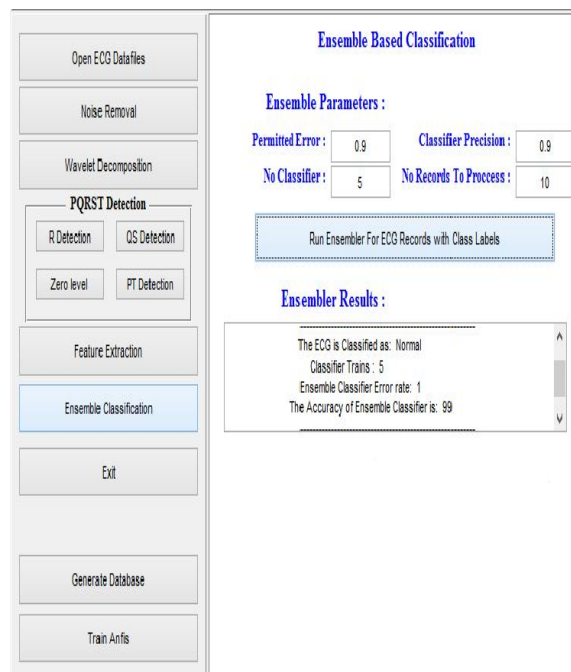 Open ECG Datafiles
Noise Removal
Wavelet Decomposition
PQRST Detection
R Detection
QS Detection
Zero level
PT Detection
Feature Extraction
Ensemble Classification
Exit
Generate Database
Train Anfis
Ensemble Based Classification
Ensemble Parameters :
Permitted Error : 0.9 Classifier Precision : 0.9
No Classifier : 5 No Records To Proccess : 10
Run Ensembler For ECG Records with Class Labels
Ensembler Results :
The ECG is Classified as: Normal
Classifier Trains : 5
Ensemble Classifier Error rate: 1
The Accuracy of Ensemble Classifier is: 99